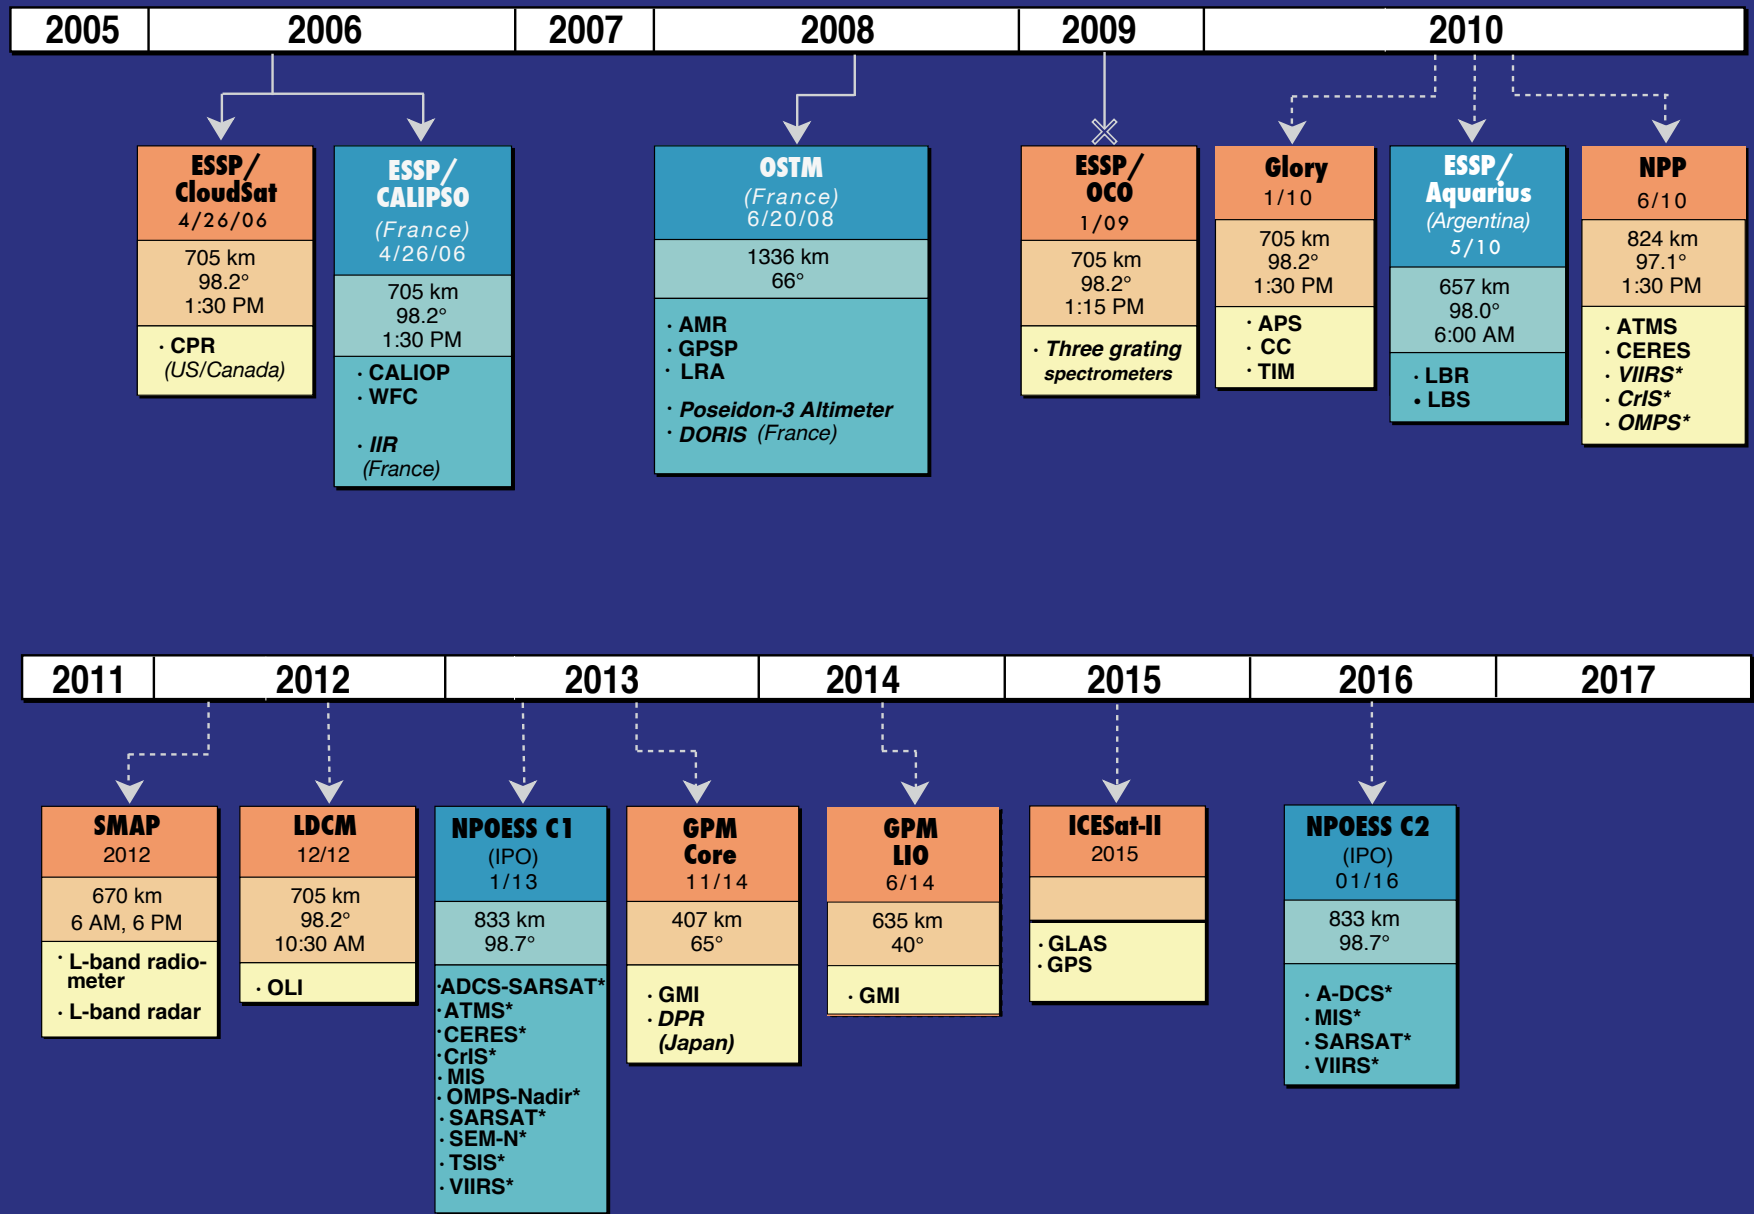 2005
2006
2007
2008
2009
2010
ESSP/
CloudSat
4/26/06
705 km
98.2°
1:30 PM
· CPR
(US/Canada)
ESSP/
CALIPSO
(France)
4/26/06
705 km
98.2°
1:30 PM
· CALIOP
· WFC
· IIR
(France)
OSTM
(France)
6/20/08
1336 km
66°
· AMR
· GPSP
· LRA
· Poseidon-3 Altimeter
· DORIS (France)
ESSP/
OCO
1/09
705 km
98.2°
1:15 PM
· Three grating
spectrometers
Glory
1/10
705 km
98.2°
1:30 PM
· APS
· CC
· TIM
ESSP/
Aquarius
(Argentina)
5/10
657 km
98.0°
6:00 AM
· LBR
• LBS
NPP
6/10
824 km
97.1°
1:30 PM
· ATMS
· CERES
· VIIRS*
· CrIS*
· OMPS*
2011
2012
2013
2014
2015
2016
2017
SMAP
2012
670 km
6 AM, 6 PM
· L-band radio-
meter
· L-band radar
LDCM
12/12
705 km
98.2°
10:30 AM
· OLI
NPOESS C1
(IPO)
1/13
833 km
98.7°
·ADCS-SARSAT*
·ATMS*
·CERES*
·CrIS*
· MIS
· OMPS-Nadir*
· SARSAT*
· SEM-N*
· TSIS*
· VIIRS*
GPM
Core
11/14
407 km
65°
· GMI
· DPR
(Japan)
GPM
LIO
6/14
635 km
40°
· GMI
ICESat-II
2015
· GLAS
· GPS
NPOESS C2
(IPO)
01/16
833 km
98.7°
· A-DCS*
· MIS*
· SARSAT*
· VIIRS*